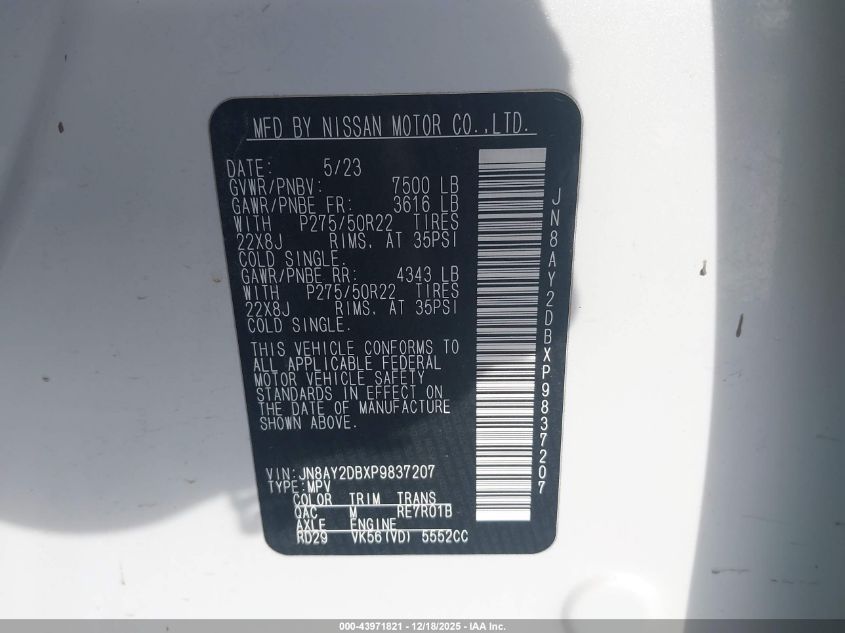 MFD BY NISSAN MOTOR CO.,LTD.
DATE: 5/23
GVWR/PNBV: 7500 LB
GAWR/PNBE FR: 3616 LB
WITH P275/50R22 TIRES
22X8J RIMS, AT 35PSI
COLD SINGLE.
GAWR/PNBE RR: 4343 LB
WITH P275/50R22 TIRES
22X8J RIMS, AT 35PSI
COLD SINGLE.
THIS VEHICLE CONFORMS TO
ALL APPLICABLE FEDERAL
MOTOR VEHICLE SAFETY
STANDARDS IN EFFECT ON
THE DATE OF MANUFACTURE
SHOWN ABOVE.
VIN:JN8AY2DBXP9837207
TYPE:MPV
COLOR TRIM TRANS
QAC M RE7R01B
AXLE ENGINE
RD29 VK56(VD) 5552CC
JN8AY2DBXP9837207
000-43971821 | 12/18/2025 - IAA Inc.